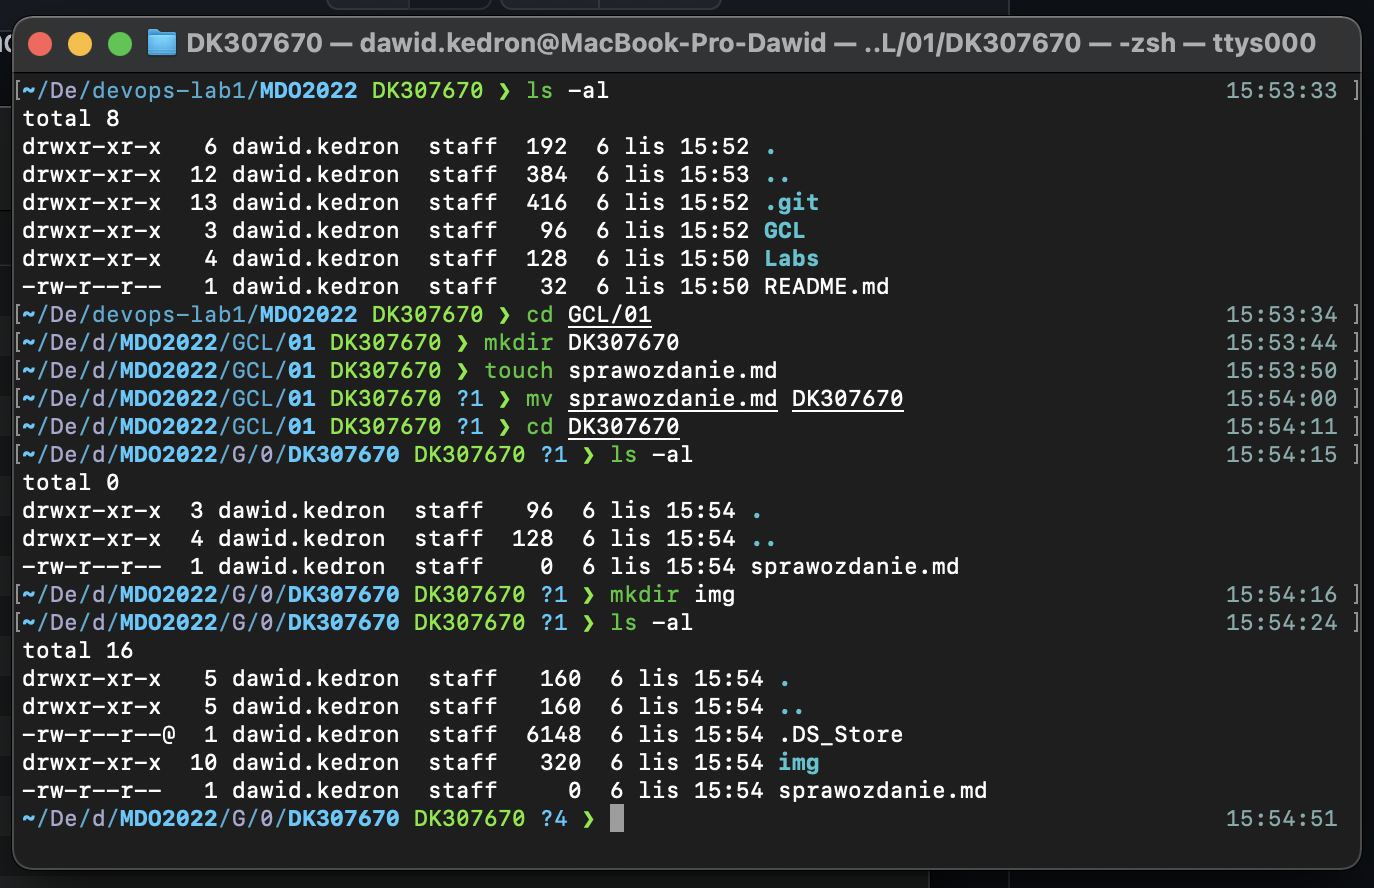 DK307670 — dawid.kedron@MacBook-Pro-Dawid — ..L/01/DK307670 — -zsh — ttys000
[~/De/devops-lab1/MDO2022 DK307670 ❯ ls -al 15:53:33 ]
total 8
drwxr-xr-x   6 dawid.kedron  staff  192  6 lis 15:52 .
drwxr-xr-x  12 dawid.kedron  staff  384  6 lis 15:53 ..
drwxr-xr-x  13 dawid.kedron  staff  416  6 lis 15:52 .git
drwxr-xr-x   3 dawid.kedron  staff   96  6 lis 15:52 GCL
drwxr-xr-x   4 dawid.kedron  staff  128  6 lis 15:50 Labs
-rw-r--r--   1 dawid.kedron  staff   32  6 lis 15:50 README.md
[~/De/devops-lab1/MDO2022 DK307670 ❯ cd GCL/01 15:53:34 ]
[~/De/d/MDO2022/GCL/01 DK307670 ❯ mkdir DK307670 15:53:44 ]
[~/De/d/MDO2022/GCL/01 DK307670 ❯ touch sprawozdanie.md 15:53:50 ]
[~/De/d/MDO2022/GCL/01 DK307670 ?1 ❯ mv sprawozdanie.md DK307670 15:54:00 ]
[~/De/d/MDO2022/GCL/01 DK307670 ?1 ❯ cd DK307670 15:54:11 ]
[~/De/d/MDO2022/G/0/DK307670 DK307670 ?1 ❯ ls -al 15:54:15 ]
total 0
drwxr-xr-x  3 dawid.kedron  staff   96  6 lis 15:54 .
drwxr-xr-x  4 dawid.kedron  staff  128  6 lis 15:54 ..
-rw-r--r--  1 dawid.kedron  staff    0  6 lis 15:54 sprawozdanie.md
[~/De/d/MDO2022/G/0/DK307670 DK307670 ?1 ❯ mkdir img 15:54:16 ]
[~/De/d/MDO2022/G/0/DK307670 DK307670 ?1 ❯ ls -al 15:54:24 ]
total 16
drwxr-xr-x   5 dawid.kedron  staff   160  6 lis 15:54 .
drwxr-xr-x   5 dawid.kedron  staff   160  6 lis 15:54 ..
-rw-r--r--@  1 dawid.kedron  staff  6148  6 lis 15:54 .DS_Store
drwxr-xr-x  10 dawid.kedron  staff   320  6 lis 15:54 img
-rw-r--r--   1 dawid.kedron  staff     0  6 lis 15:54 sprawozdanie.md
~/De/d/MDO2022/G/0/DK307670 DK307670 ?4 ❯ 15:54:51